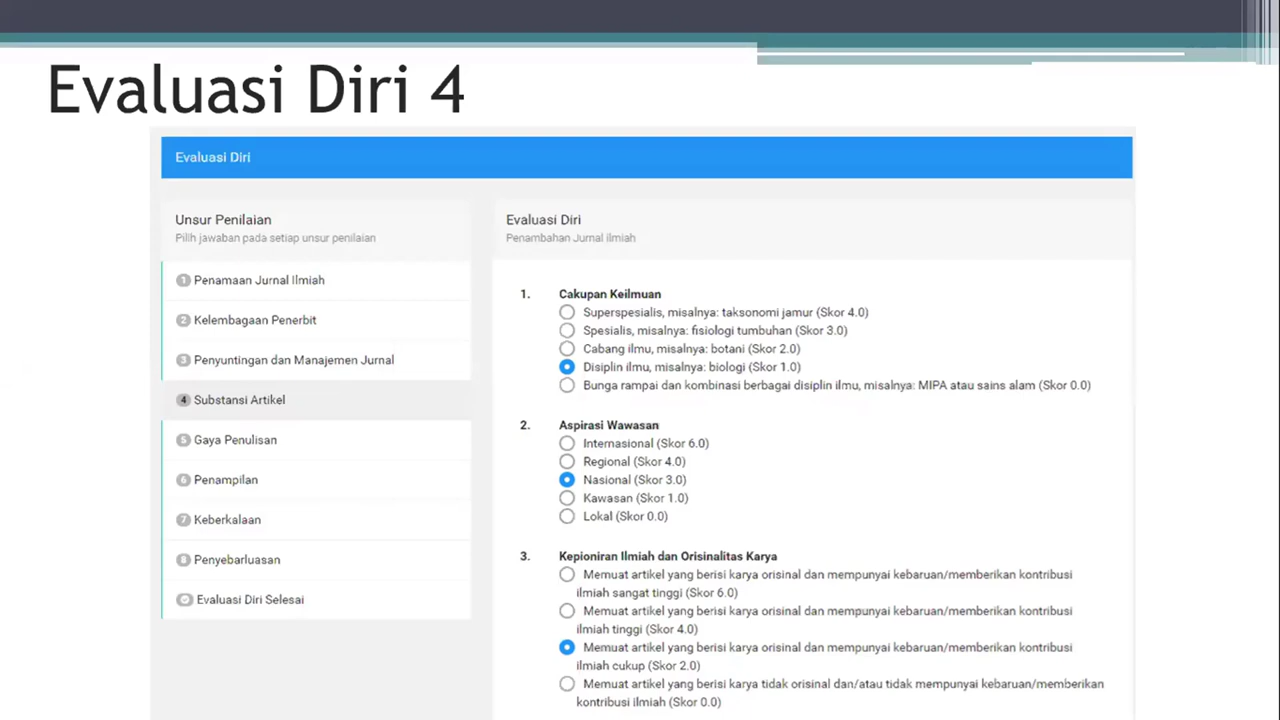 Evaluasi Diri 4
Evaluasi Diri
Unsur Penilaian
Pilih jawaban pada setiap unsur penilaian
1 Penamaan Jurnal Ilmiah
2 Kelembagaan Penerbit
3 Penyuntingan dan Manajemen Jurnal
4 Substansi Artikel
5 Gaya Penulisan
6 Penampilan
7 Keberkalaan
8 Penyebarluasan
Evaluasi Diri Selesai
Evaluasi Diri
Penambahan Jurnal ilmiah
1. Cakupan Keilmuan
Superspesialis, misalnya: taksonomi jamur (Skor 4.0)
Spesialis, misalnya: fisiologi tumbuhan (Skor 3.0)
Cabang ilmu, misalnya: botani (Skor 2.0)
Disiplin ilmu, misalnya: biologi (Skor 1.0)
Bunga rampai dan kombinasi berbagai disiplin ilmu, misalnya: MIPA atau sains alam (Skor 0.0)
2. Aspirasi Wawasan
Internasional (Skor 6.0)
Regional (Skor 4.0)
Nasional (Skor 3.0)
Kawasan (Skor 1.0)
Lokal (Skor 0.0)
3. Kepioniran Ilmiah dan Orisinalitas Karya
Memuat artikel yang berisi karya orisinal dan mempunyai kebaruan/memberikan kontribusi
ilmiah sangat tinggi (Skor 6.0)
Memuat artikel yang berisi karya orisinal dan mempunyai kebaruan/memberikan kontribusi
ilmiah tinggi (Skor 4.0)
Memuat artikel yang berisi karya orisinal dan mempunyai kebaruan/memberikan kontribusi
ilmiah cukup (Skor 2.0)
Memuat artikel yang berisi karya tidak orisinal dan/atau tidak mempunyai kebaruan/memberikan
kontribusi ilmiah (Skor 0.0)